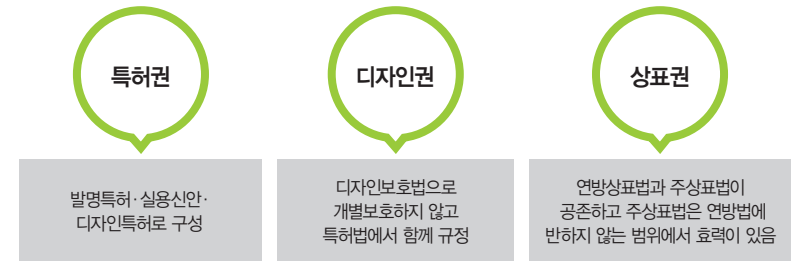 특허권
발명특허·실용신안·
디자인특허로 구성
디자인권
디자인보호법으로
개별보호하지 않고
특허법에서 함께 규정
상표권
연방상표법과 주상표법이
공존하고 주상표법은 연방법에
반하지 않는 범위에서 효력이 있음